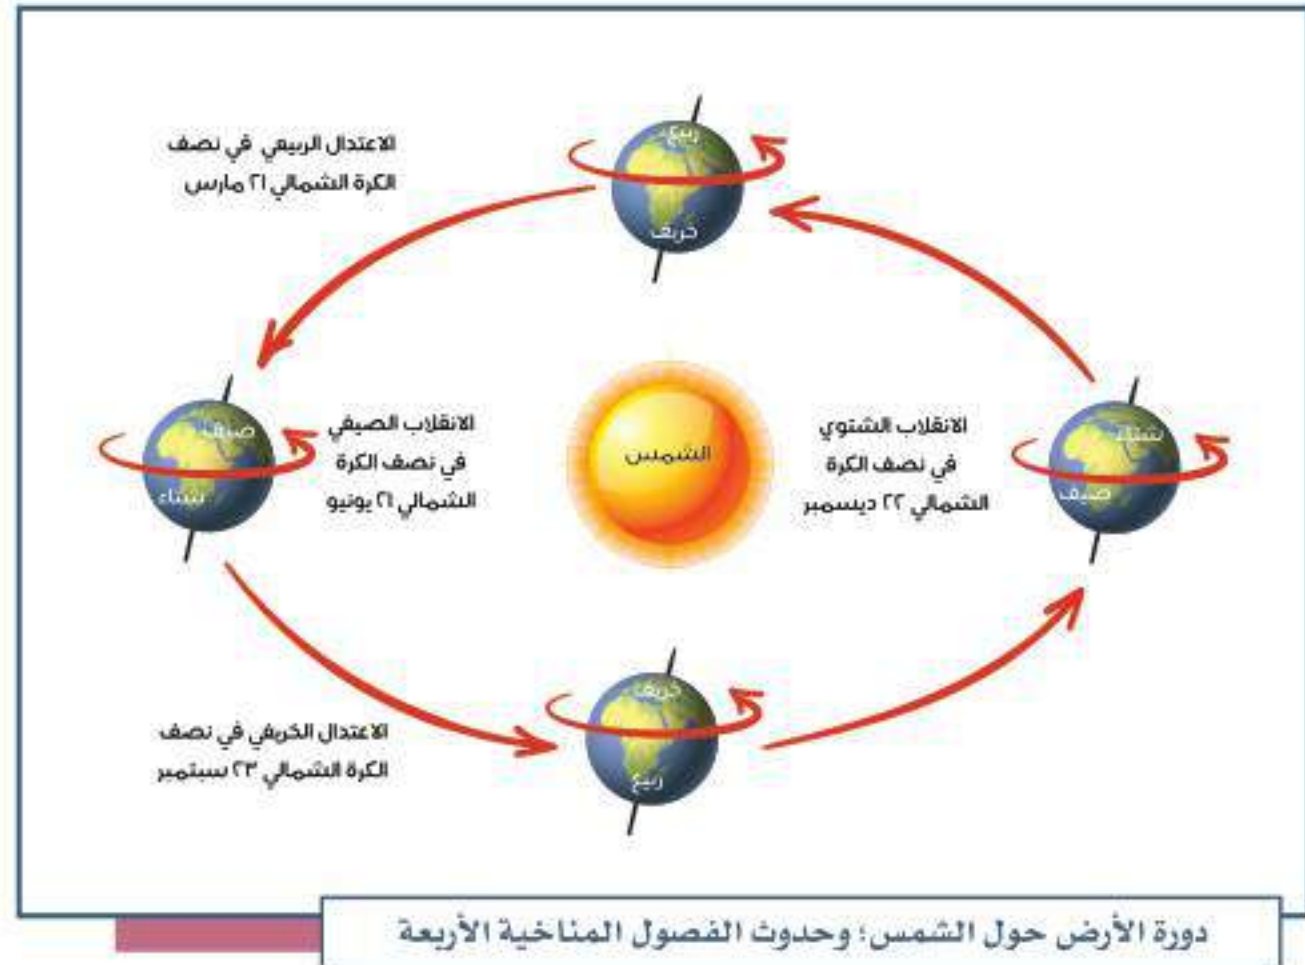 ربيع
خريف
الاعتدال الربيعي في نصف
الكرة الشمالي ٢١ مارس
صيف
شتاء
الانقلاب الصيفي
في نصف الكرة
الشمالي ٢١ يونيو
الشمس
الانقلاب الشتوي
في نصف الكرة
الشمالي ٢٢ ديسمبر
شتاء
صيف
خريف
ربيع
الاعتدال الخريفي في نصف
الكرة الشمالي ٢٣ سبتمبر
دورة الأرض حول الشمس؛ وحدوث الفصول المناخية الأربعة